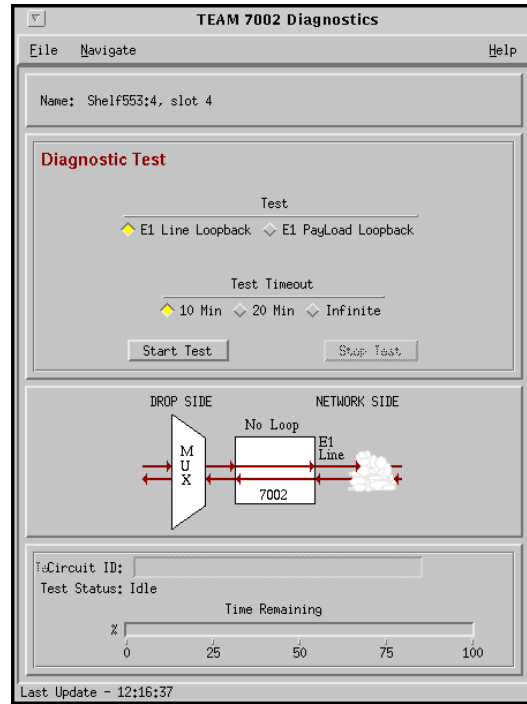 TEAM 7002 Diagnostics
File Navigate Help
Name: Shelf553:4, slot 4
Diagnostic Test
Test
E1 Line Loopback E1 PayLoad Loopback
Test Timeout
10 Min 20 Min Infinite
Start Test Stop Test
DROP SIDE NETWORK SIDE
No Loop
MUX
E1
Line
7002
Circuit ID:
Test Status: Idle
Time Remaining
%
0 25 50 75 100
Last Update - 12:16:37